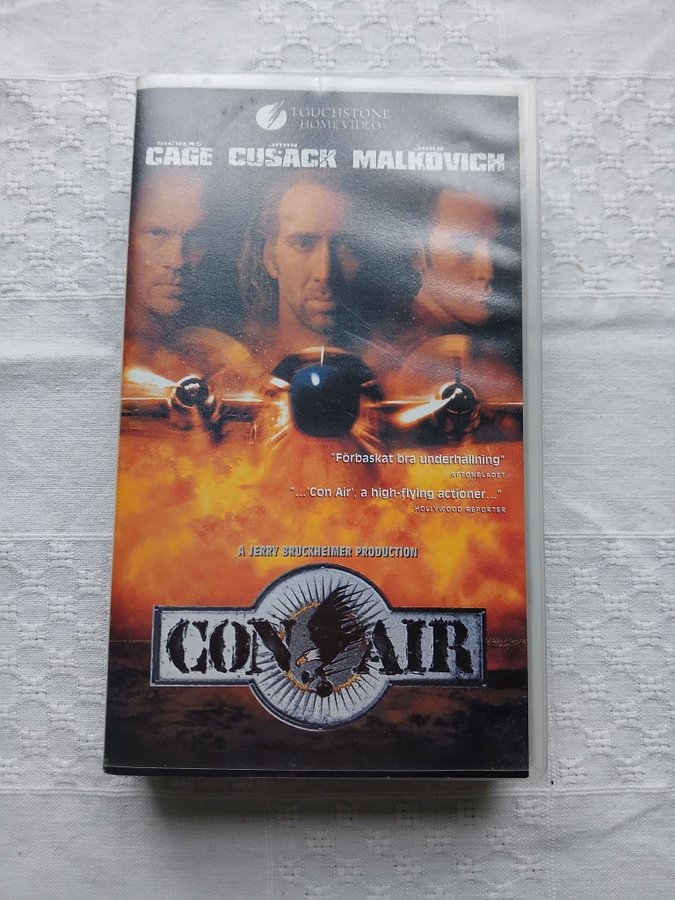 TOUCHSTONE
HOME VIDEO
NICOLAS JOHN JOHN
CAGE CUSACK MALKOVICH
"Förbaskat bra underhållning"
AFTONBLADET
"...'Con Air', a high-flying actioner..."
HOLLYWOOD REPORTER
A JERRY BRUCKHEIMER PRODUCTION
CON AIR